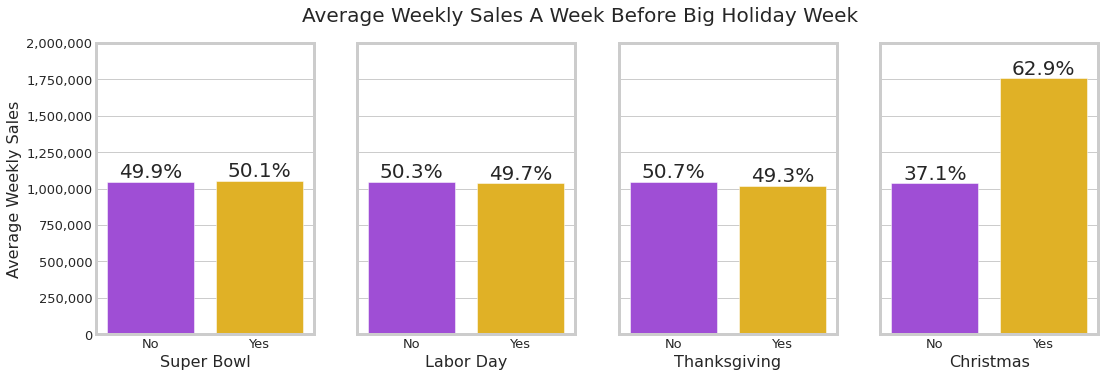 Average Weekly Sales A Week Before Big Holiday Week
Average Weekly Sales
2,000,000
1,750,000
1,500,000
1,250,000
1,000,000
750,000
500,000
250,000
0
49.9%
50.1%
No
Yes
Super Bowl
50.3%
49.7%
No
Yes
Labor Day
50.7%
49.3%
No
Yes
Thanksgiving
37.1%
62.9%
No
Yes
Christmas